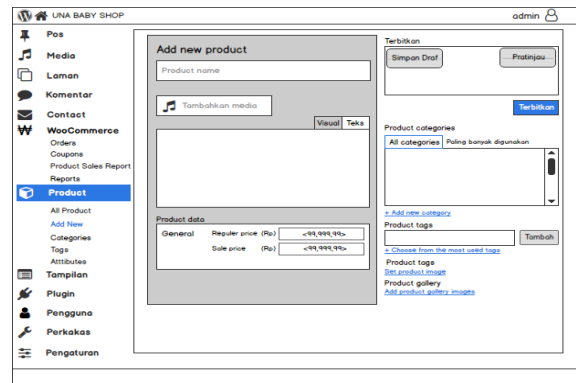 UNA BABY SHOP
admin
Pos
Media
Laman
Komentar
Contact
WooCommerce
Orders
Coupons
Product Sales Report
Reports
Product
All Product
Add New
Categories
Tags
Atttibutes
Tampilan
Plugin
Pengguna
Perkakas
Pengaturan
Add new product
Product name
Tambahkan media
Visual Teks
Product data
General Reguler price (Rp) <99,999,99>
Sale price (Rp) <99,999,99>
Terbitkan
Simpan Draf Pratinjau
Terbitkan
Product categories
All categories Paling banyak digunakan
+ Add new category
Product tags
Tambah
+ Choose from the most used tags
Product tags
Set product image
Product gallery
Add product gallery images